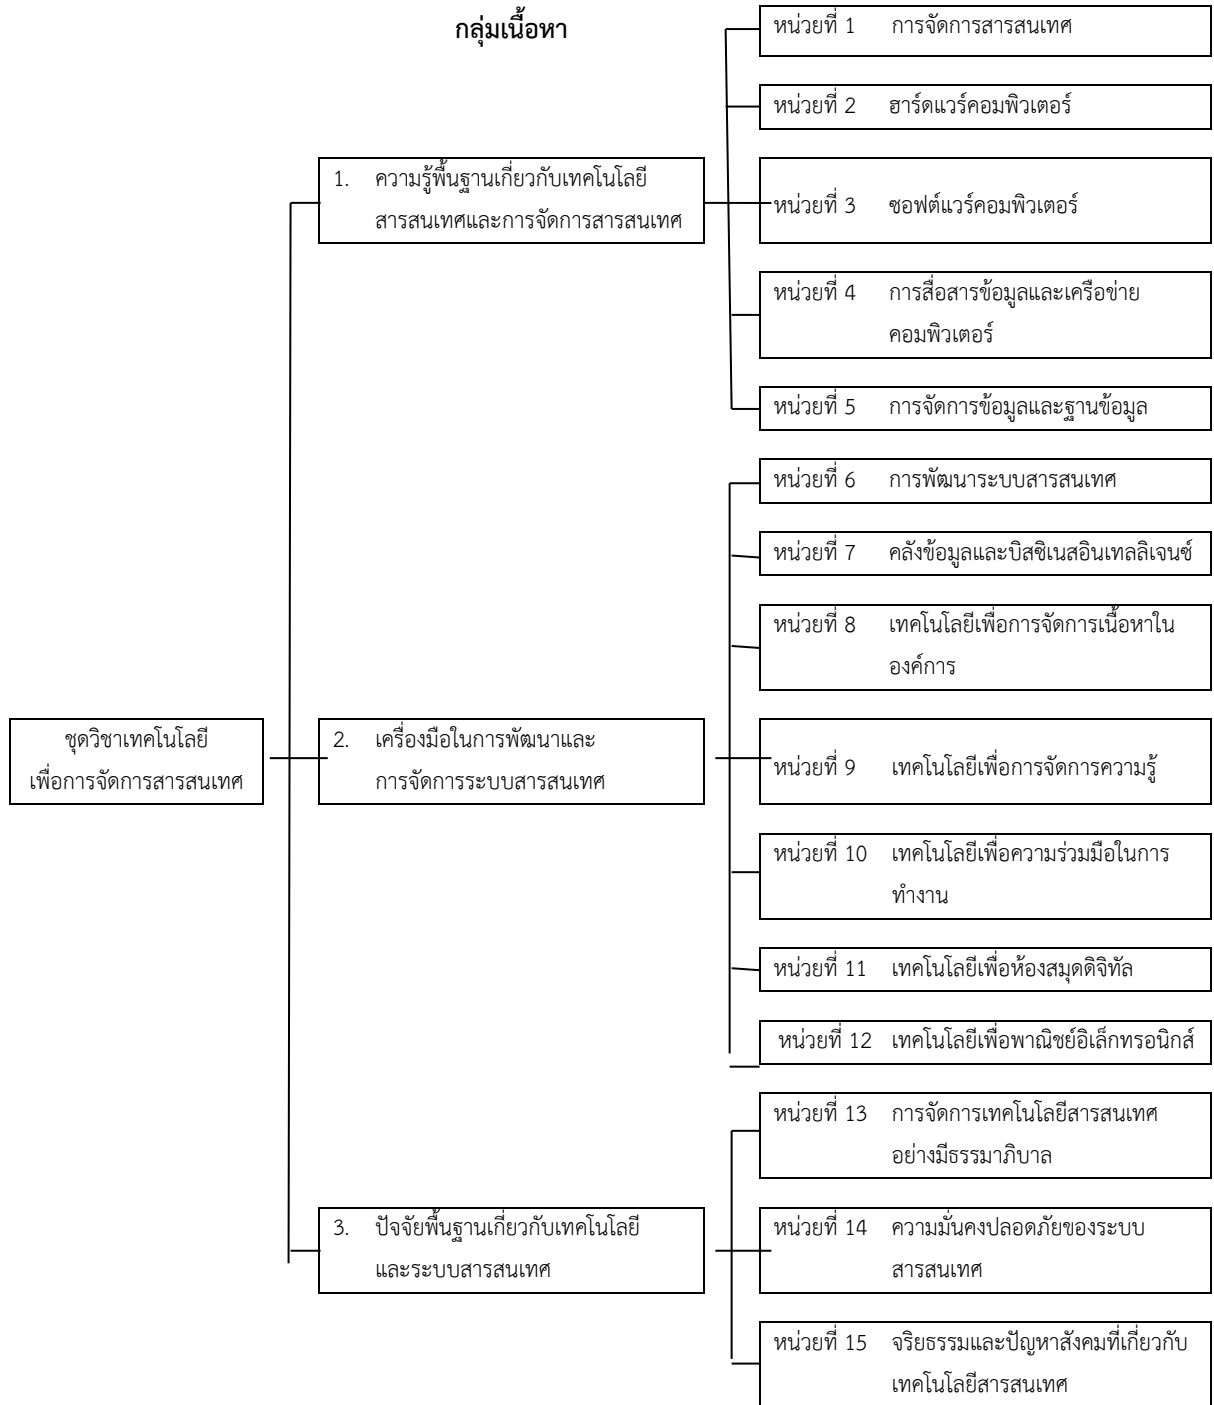 กลุ่มเนื้อหา
หน่วยที่ 1 การจัดการสารสนเทศ
หน่วยที่ 2 ฮาร์ดแวร์คอมพิวเตอร์
1. ความรู้พื้นฐานเกี่ยวกับเทคโนโลยี
สารสนเทศและการจัดการสารสนเทศ
หน่วยที่ 3 ซอฟต์แวร์คอมพิวเตอร์
หน่วยที่ 4 การสื่อสารข้อมูลและเครือข่าย
คอมพิวเตอร์
หน่วยที่ 5 การจัดการข้อมูลและฐานข้อมูล
หน่วยที่ 6 การพัฒนาระบบสารสนเทศ
หน่วยที่ 7 คลังข้อมูลและบิสซิเนสอินเทลลิเจนซ์
หน่วยที่ 8 เทคโนโลยีเพื่อการจัดการเนื้อหาใน
องค์การ
ชุดวิชาเทคโนโลยี
เพื่อการจัดการสารสนเทศ
2. เครื่องมือในการพัฒนาและ
การจัดการระบบสารสนเทศ
หน่วยที่ 9 เทคโนโลยีเพื่อการจัดการความรู้
หน่วยที่ 10 เทคโนโลยีเพื่อความร่วมมือในการ
ทำงาน
หน่วยที่ 11 เทคโนโลยีเพื่อห้องสมุดดิจิทัล
หน่วยที่ 12 เทคโนโลยีเพื่อพาณิชย์อิเล็กทรอนิกส์
หน่วยที่ 13 การจัดการเทคโนโลยีสารสนเทศ
อย่างมีธรรมาภิบาล
3. ปัจจัยพื้นฐานเกี่ยวกับเทคโนโลยี
และระบบสารสนเทศ
หน่วยที่ 14 ความมั่นคงปลอดภัยของระบบ
สารสนเทศ
หน่วยที่ 15 จริยธรรมและปัญหาสังคมที่เกี่ยวกับ
เทคโนโลยีสารสนเทศ